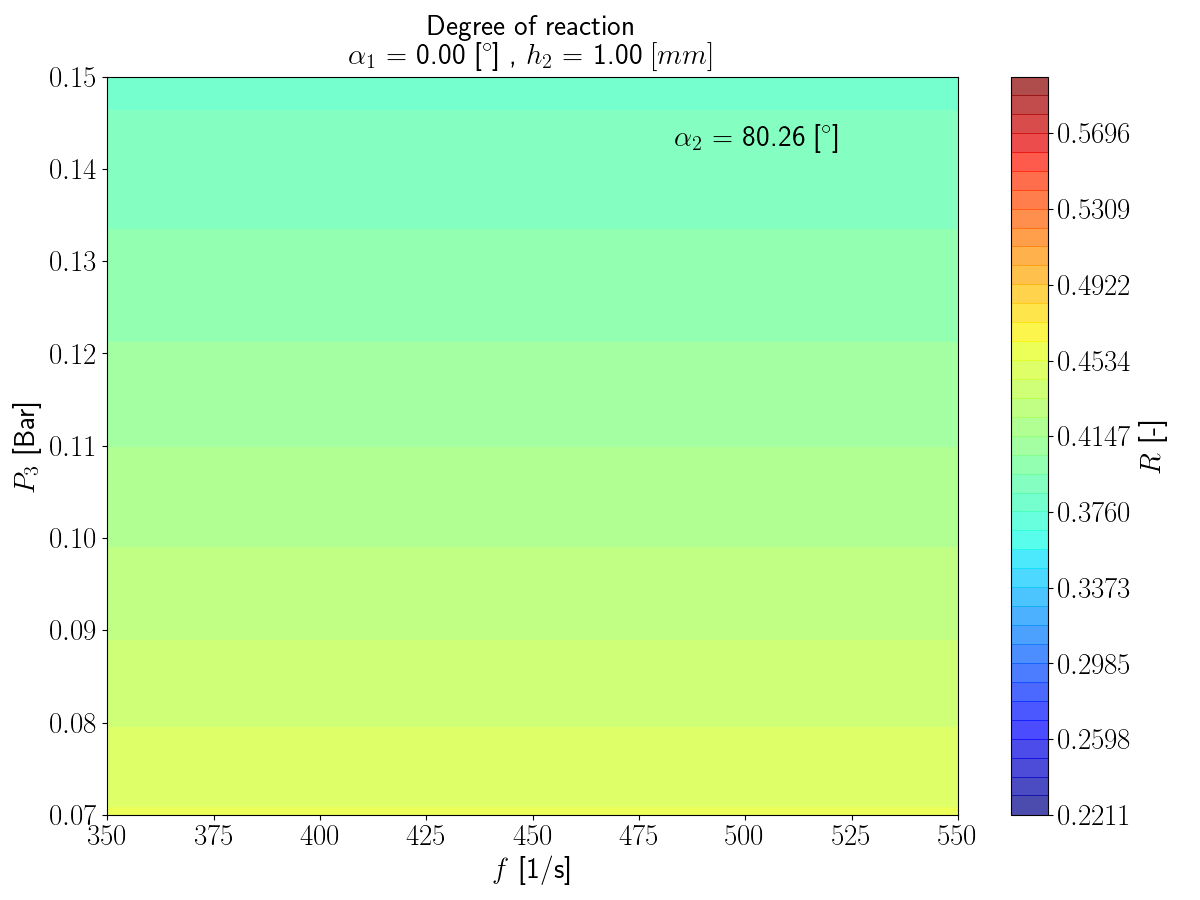 Degree of reaction
α₁ = 0.00 [°] , h₂ = 1.00 [mm]
α₂ = 80.26 [°]
P₃ [Bar]
0.15
0.14
0.13
0.12
0.11
0.10
0.09
0.08
0.07
350 375 400 425 450 475 500 525 550
f [1/s]
0.5696
0.5309
0.4922
0.4534
0.4147
0.3760
0.3373
0.2985
0.2598
0.2211
R [-]